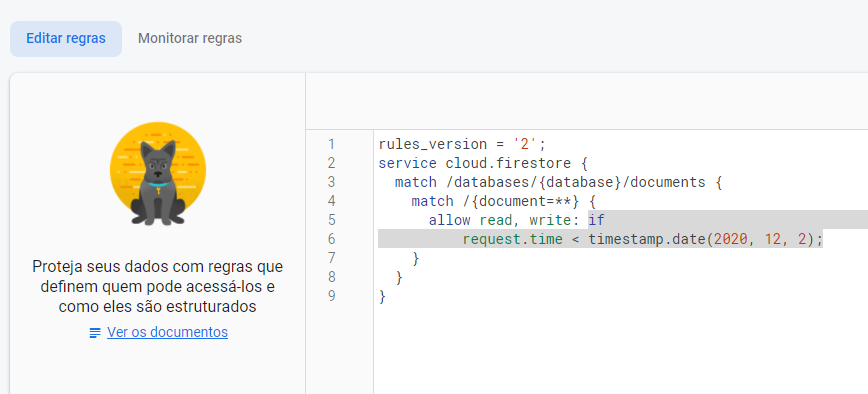 Editar regras
Monitorar regras
Proteja seus dados com regras que
definem quem pode acessá-los e
como eles são estruturados
Ver os documentos
1 rules_version = '2';
2 service cloud.firestore {
3   match /databases/{database}/documents {
4     match /{document=**} {
5       allow read, write: if
6           request.time < timestamp.date(2020, 12, 2);
7     }
8   }
9 }